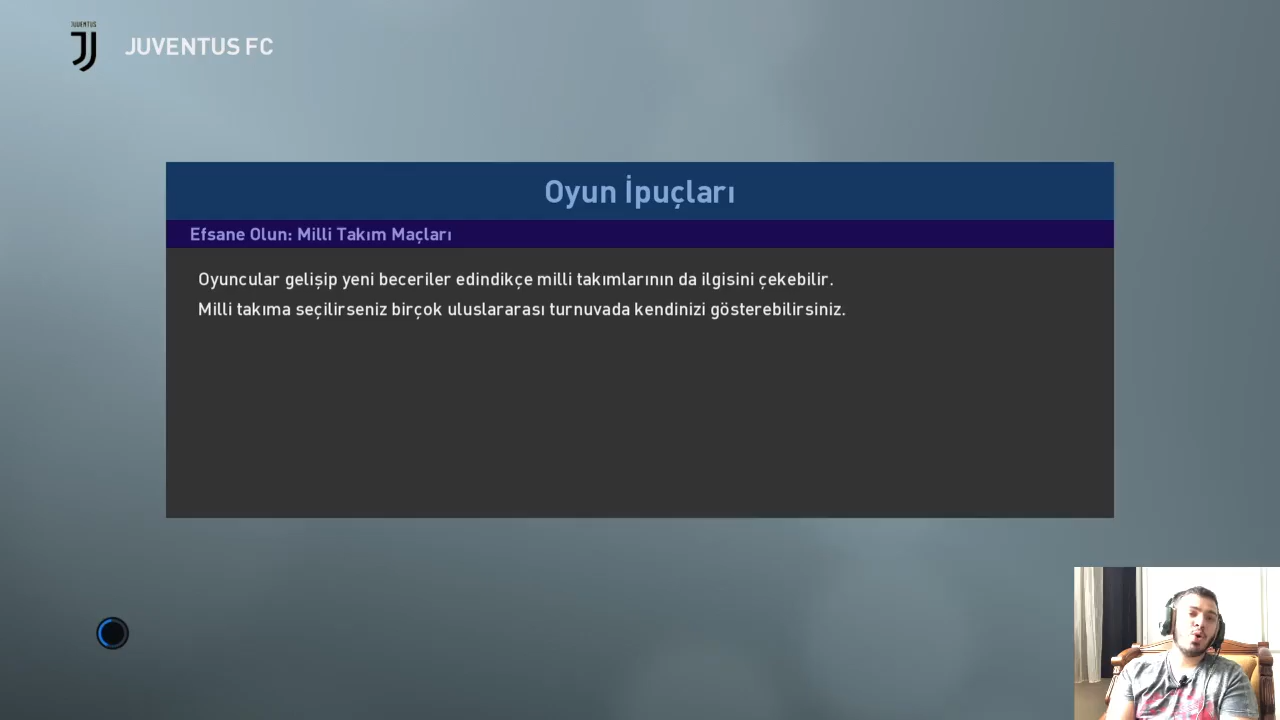 JUVENTUS
JUVENTUS FC
Oyun İpuçları
Efsane Olun: Milli Takım Maçları
Oyuncular gelişip yeni beceriler edindikçe milli takımlarının da ilgisini çekebilir.
Milli takıma seçilirseniz birçok uluslararası turnuvada kendinizi gösterebilirsiniz.